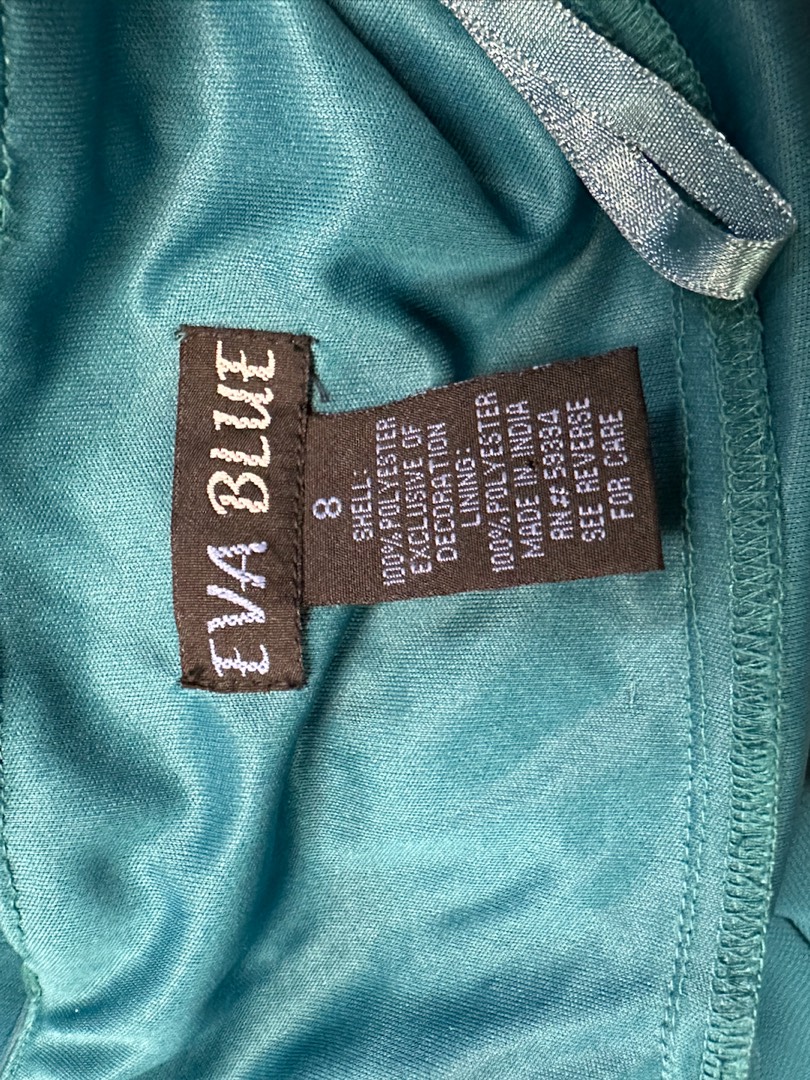 EVA BLUE
8
SHELL:
100% POLYESTER
EXCLUSIVE OF
DECORATION
LINING:
100% POLYESTER
MADE IN INDIA
RN# 59394
SEE REVERSE
FOR CARE